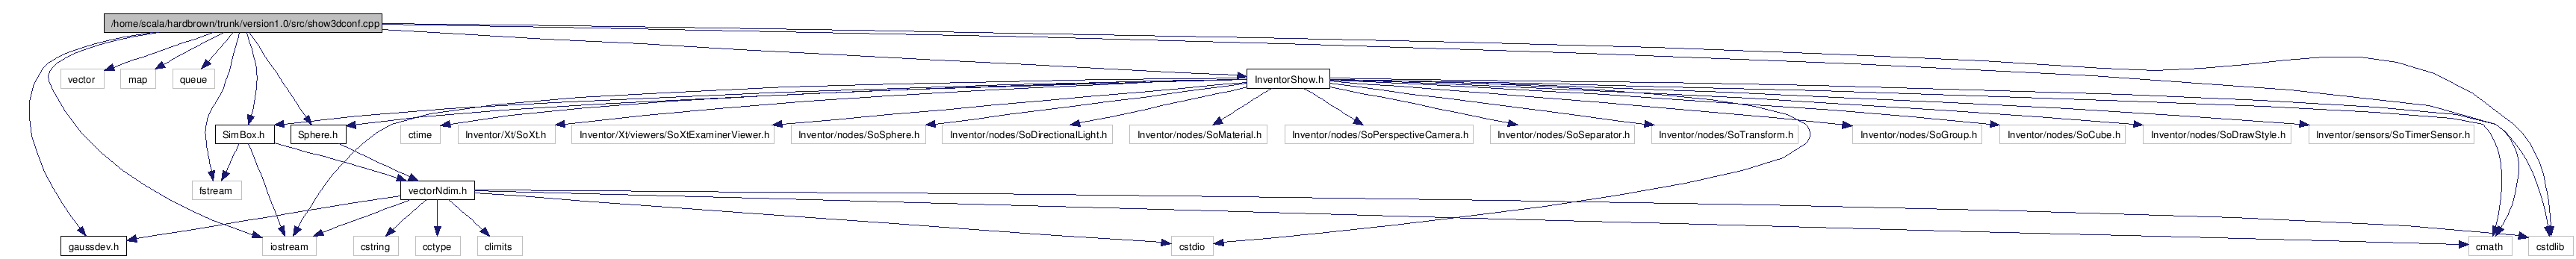 /home/scala/hardbrown/trunk/version1.0/src/show3dconf.cpp
vector
map
queue
InventorShow.h
SimBox.h
Sphere.h
ctime
Inventor/Xt/SoXt.h
Inventor/Xt/viewers/SoXtExaminerViewer.h
Inventor/nodes/SoSphere.h
Inventor/nodes/SoDirectionalLight.h
Inventor/nodes/SoMaterial.h
Inventor/nodes/SoPerspectiveCamera.h
Inventor/nodes/SoSeparator.h
Inventor/nodes/SoTransform.h
Inventor/nodes/SoGroup.h
Inventor/nodes/SoCube.h
Inventor/nodes/SoDrawStyle.h
Inventor/sensors/SoTimerSensor.h
fstream
vectorNdim.h
gaussdev.h
iostream
cstring
cctype
climits
cstdio
cmath
cstdlib